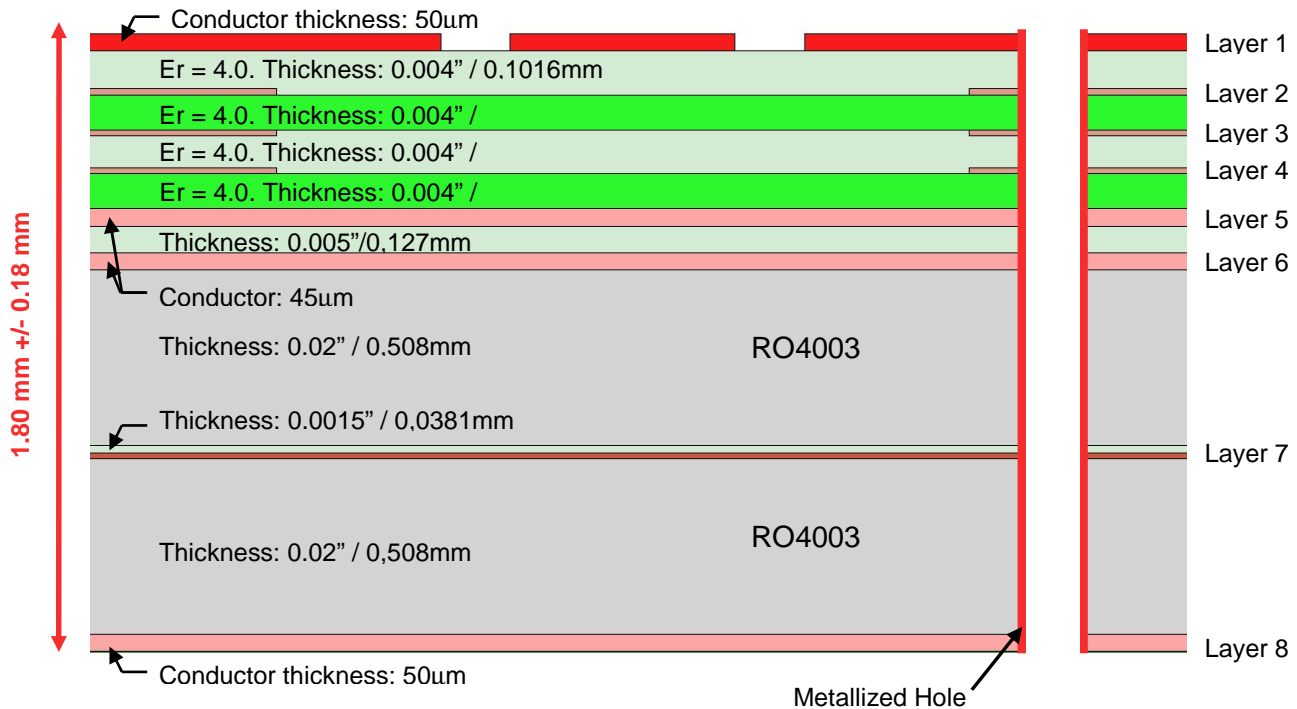 Conductor thickness: 50μm
Layer 1
Er = 4.0. Thickness: 0.004” / 0,1016mm
Layer 2
Er = 4.0. Thickness: 0.004” /
Layer 3
Er = 4.0. Thickness: 0.004” /
Layer 4
Er = 4.0. Thickness: 0.004” /
Layer 5
Thickness: 0.005”/0,127mm
Layer 6
Conductor: 45μm
1.80 mm +/- 0.18 mm
Thickness: 0.02” / 0,508mm
RO4003
Thickness: 0.0015” / 0,0381mm
Layer 7
RO4003
Thickness: 0.02” / 0,508mm
Layer 8
Conductor thickness: 50μm
Metallized Hole